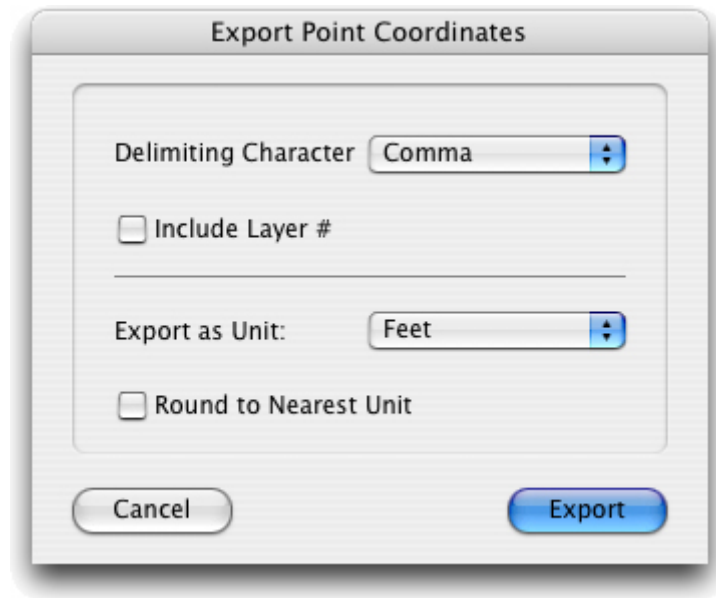 Export Point Coordinates
Delimiting Character Comma
Include Layer #
Export as Unit: Feet
Round to Nearest Unit
Cancel Export